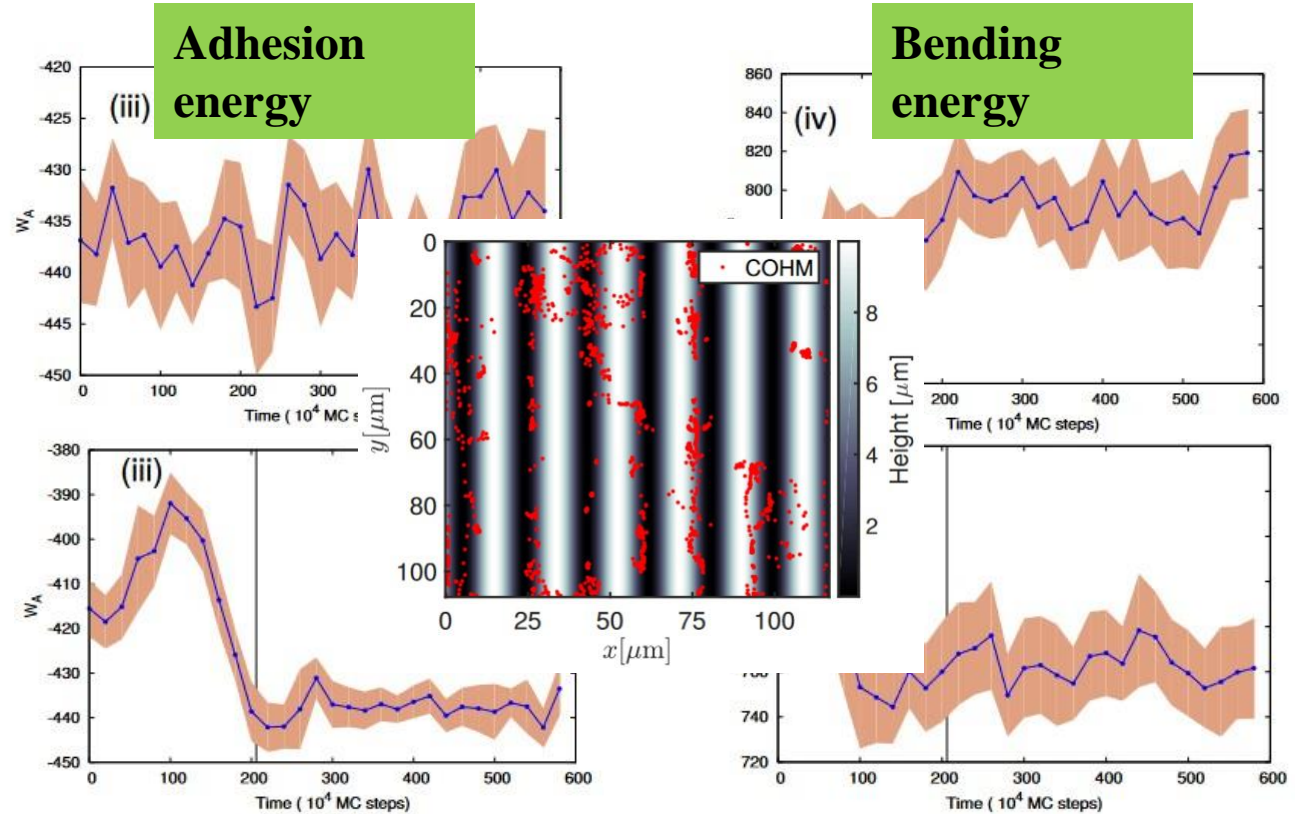 Adhesion
energy
Bending
energy
-420
-425
-430
-435
-440
-445
-450
W_A
(iii)
0 100 200 300
Time ( 10^4 MC s
860
840
820
800
(iv)
200 300 400 500 600
Time ( 10^4 MC steps)
COHM
0
20
40
60
80
100
y[μm]
0 25 50 75 100
x[μm]
8
6
4
2
Height [μm]
-380
-390
-400
-410
-420
-430
-440
-450
W_A
(iii)
0 100 200 300 400 500 600
Time ( 10^4 MC steps)
760
740
720
0 100 200 300 400 500 600
Time ( 10^4 MC steps)